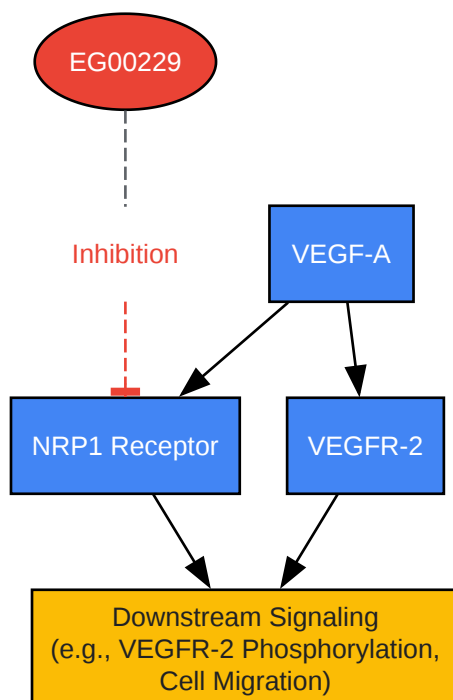 EG00229
Inhibition
VEGF-A
NRP1 Receptor
VEGFR-2
Downstream Signaling
(e.g., VEGFR-2 Phosphorylation,
Cell Migration)